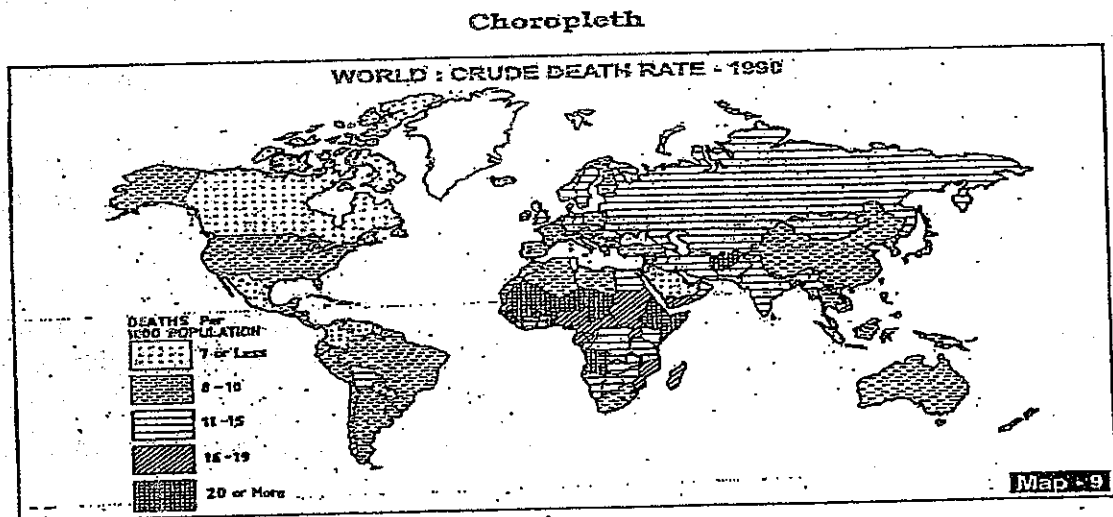 Choropleth
WORLD : CRUDE DEATH RATE - 1990
DEATHS Per
1000 POPULATION
7 or Less
8-10
11-15
16-19
20 or More
Map - 9